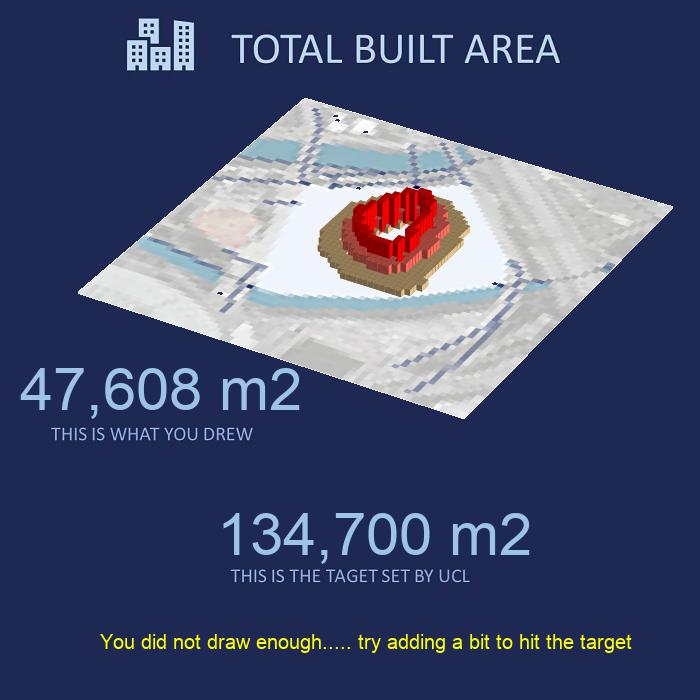 TOTAL BUILT AREA
47,608 m2
THIS IS WHAT YOU DREW
134,700 m2
THIS IS THE TAGET SET BY UCL
You did not draw enough..... try adding a bit to hit the target